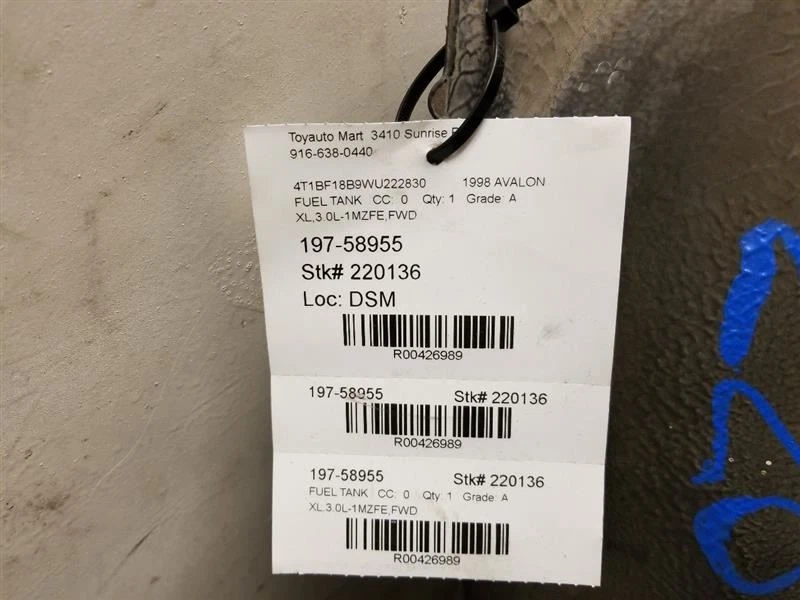 Toyauto Mart 3410 Sunrise
916-638-0440
4T1BF18B9WU222830 1998 AVALON
FUEL TANK CC: 0 Qty: 1 Grade: A
XL,3.0L-1MZFE,FWD
197-58955
Stk# 220136
Loc: DSM
R00426989
197-58955 Stk# 220136
R00426989
197-58955 Stk# 220136
FUEL TANK CC: 0 Qty: 1 Grade: A
XL,3.0L-1MZFE,FWD
R00426989